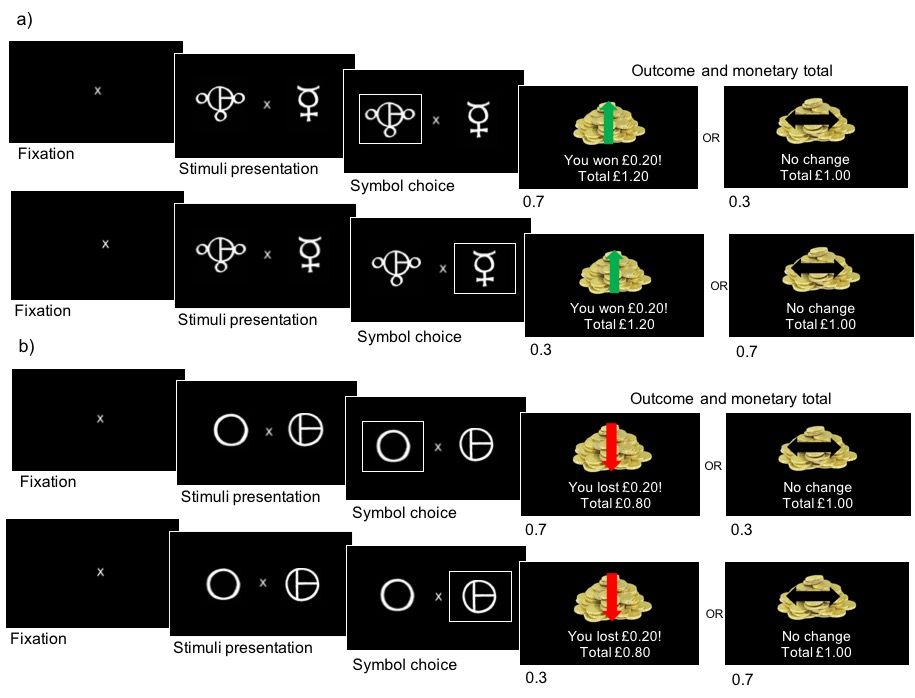 a)
Outcome and monetary total
x
x
x
You won £0.20!
Total £1.20
OR
No change
Total £1.00
Fixation
Stimuli presentation
Symbol choice
0.7
0.3
x
x
x
You won £0.20!
Total £1.20
OR
No change
Total £1.00
Fixation
Stimuli presentation
Symbol choice
0.3
0.7
b)
Outcome and monetary total
x
x
x
You lost £0.20!
Total £0.80
OR
No change
Total £1.00
Fixation
Stimuli presentation
Symbol choice
0.7
0.3
x
x
x
You lost £0.20!
Total £0.80
OR
No change
Total £1.00
Fixation
Stimuli presentation
Symbol choice
0.3
0.7